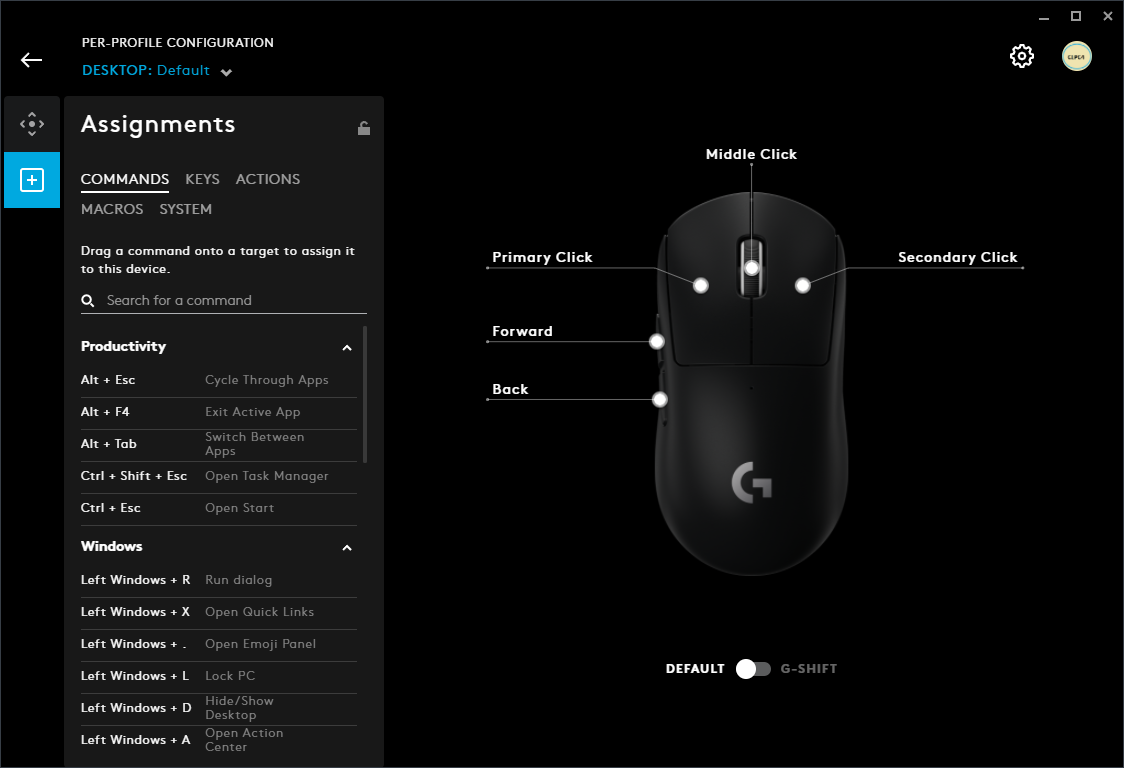 PER-PROFILE CONFIGURATION
DESKTOP: Default
Assignments
COMMANDS KEYS ACTIONS
MACROS SYSTEM
Drag a command onto a target to assign it
to this device.
Search for a command
Productivity
Alt + Esc Cycle Through Apps
Alt + F4 Exit Active App
Alt + Tab Switch Between
Apps
Ctrl + Shift + Esc Open Task Manager
Ctrl + Esc Open Start
Windows
Left Windows + R Run dialog
Left Windows + X Open Quick Links
Left Windows + . Open Emoji Panel
Left Windows + L Lock PC
Left Windows + D Hide/Show
Desktop
Left Windows + A Open Action
Center
Middle Click
Primary Click
Secondary Click
Forward
Back
DEFAULT G-SHIFT